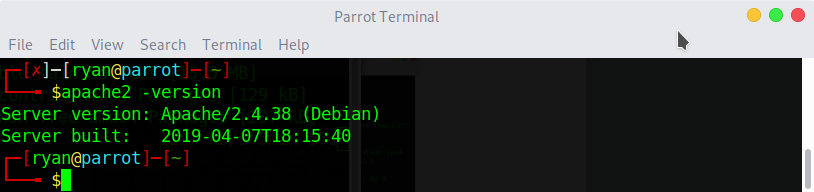 Parrot Terminal
File Edit View Search Terminal Help
┌─[✗]─[ryan@parrot]─[~]
└──╼ $apache2 -version
Server version: Apache/2.4.38 (Debian)
Server built:   2019-04-07T18:15:40
┌─[ryan@parrot]─[~]
└──╼ $